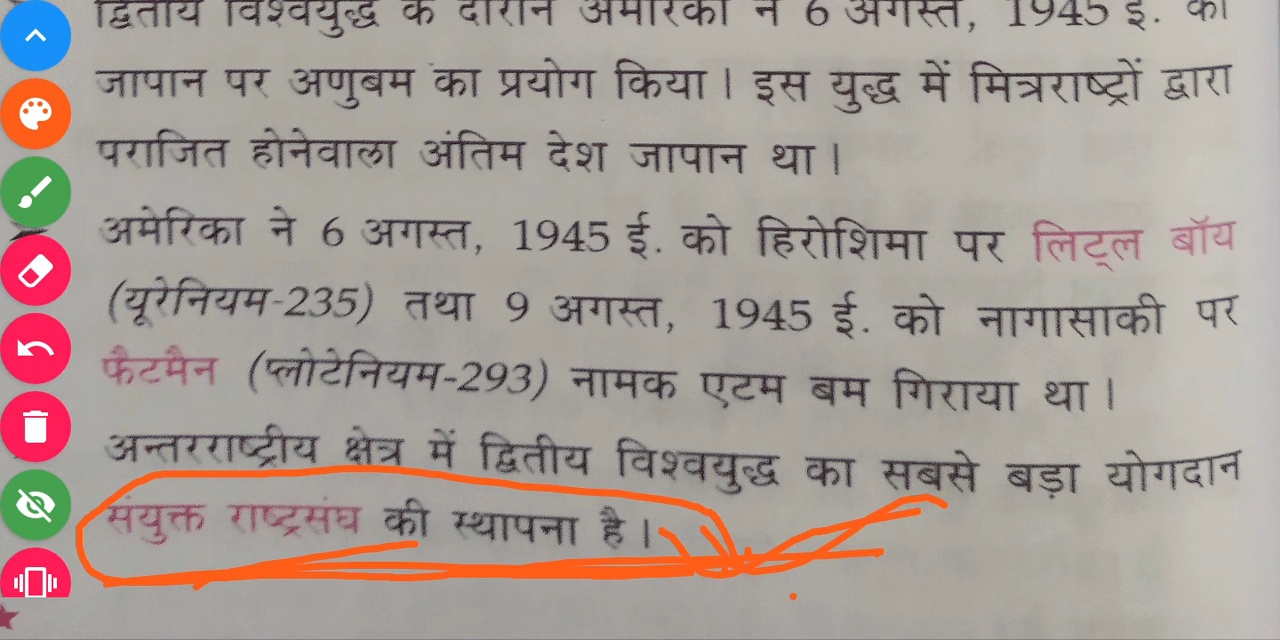 द्वितीय विश्वयुद्ध के दौरान अमेरिका ने 6 अगस्त, 1945 ई. को
जापान पर अणुबम का प्रयोग किया। इस युद्ध में मित्रराष्ट्रों द्वारा
पराजित होनेवाला अंतिम देश जापान था।
अमेरिका ने 6 अगस्त, 1945 ई. को हिरोशिमा पर लिट्ल बॉय
(यूरेनियम-235) तथा 9 अगस्त, 1945 ई. को नागासाकी पर
फैटमैन (प्लोटेनियम-293) नामक एटम बम गिराया था।
अन्तरराष्ट्रीय क्षेत्र में द्वितीय विश्वयुद्ध का सबसे बड़ा योगदान
संयुक्त राष्ट्रसंघ की स्थापना है।